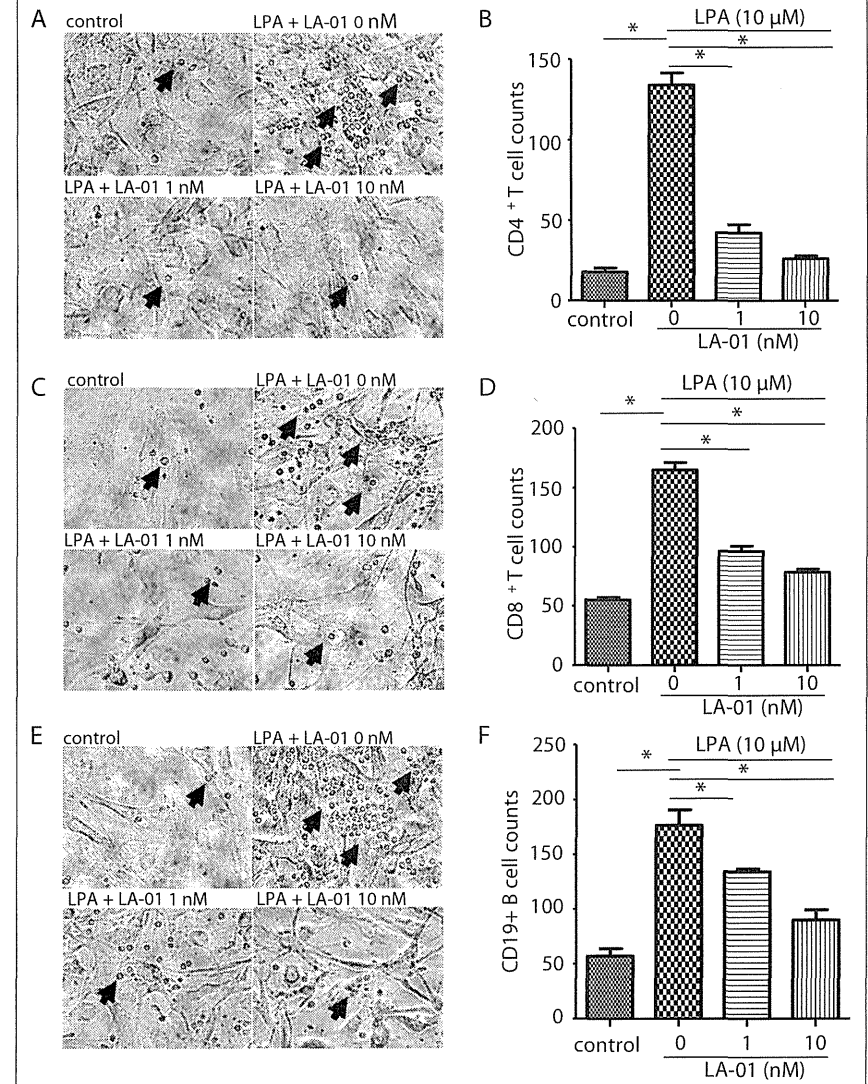 A
control
LPA + LA-01 0 nM
LPA + LA-01 1 nM
LPA + LA-01 10 nM
B
LPA (10 μM)
*
*
*
CD4 + T cell counts
150
100
50
0
control
0
1
10
LA-01 (nM)
C
control
LPA + LA-01 0 nM
LPA + LA-01 1 nM
LPA + LA-01 10 nM
D
LPA (10 μM)
*
*
*
CD8 + T cell counts
200
150
100
50
0
control
0
1
10
LA-01 (nM)
E
control
LPA + LA-01 0 nM
LPA + LA-01 1 nM
LPA + LA-01 10 nM
F
LPA (10 μM)
*
*
*
CD19+ B cell counts
250
200
150
100
50
0
control
0
1
10
LA-01 (nM)